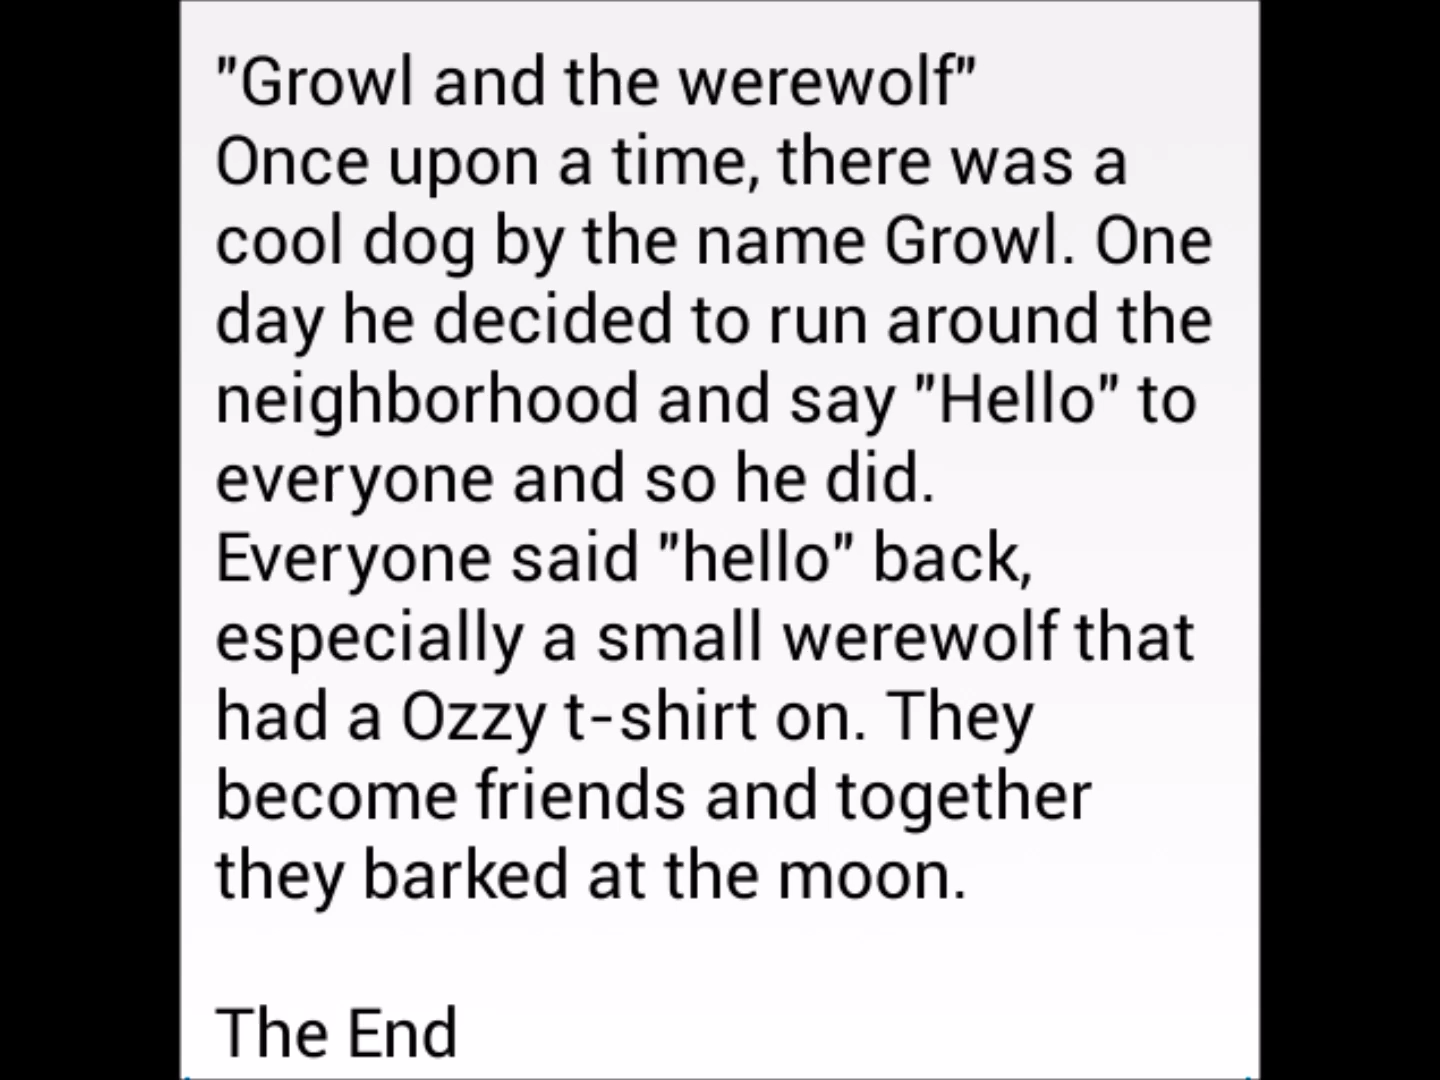 "Growl and the werewolf"
Once upon a time, there was a
cool dog by the name Growl. One
day he decided to run around the
neighborhood and say "Hello" to
everyone and so he did.
Everyone said "hello" back,
especially a small werewolf that
had a Ozzy t-shirt on. They
become friends and together
they barked at the moon.

The End